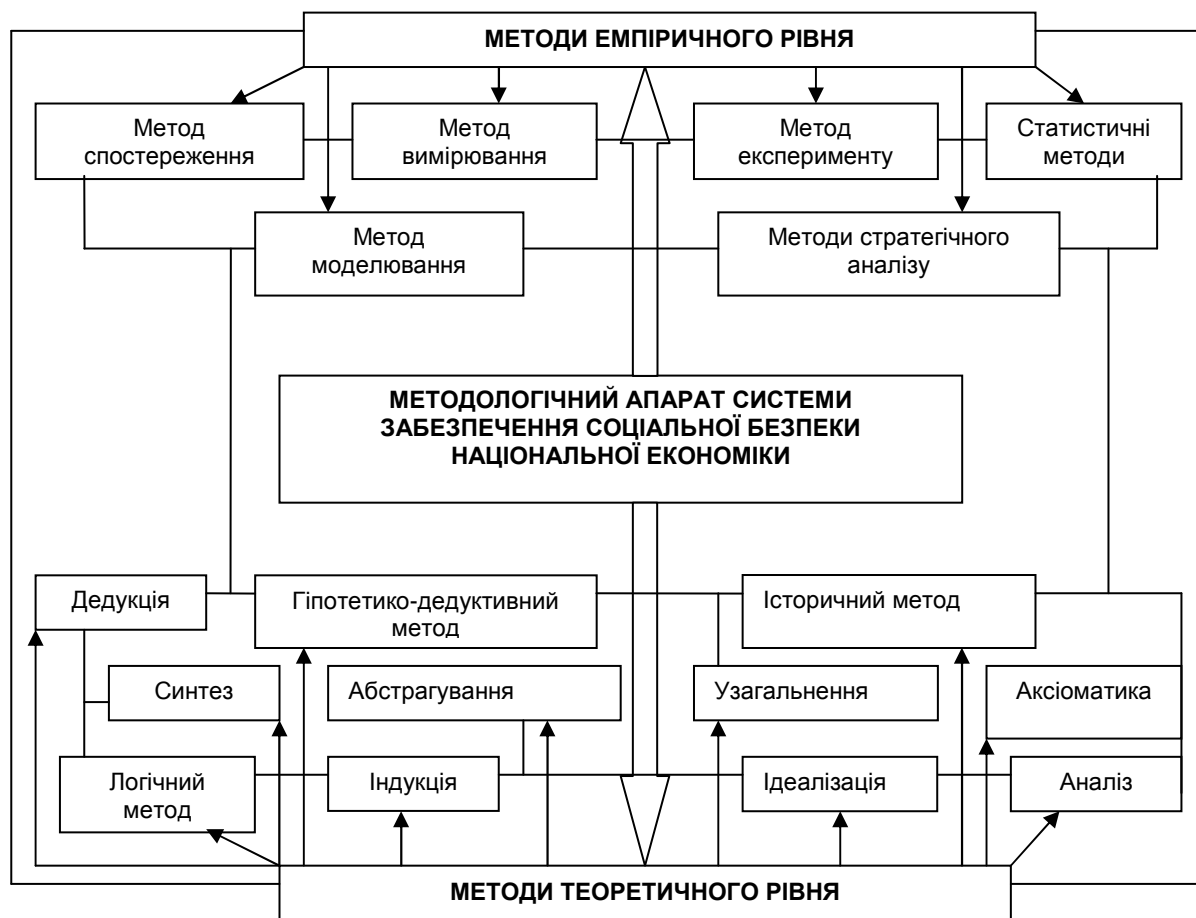 МЕТОДИ ЕМПІРИЧНОГО РІВНЯ
Метод
спостереження
Метод
вимірювання
Метод
експерименту
Статистичні
методи
Метод
моделювання
Методи стратегічного
аналізу
МЕТОДОЛОГІЧНИЙ АПАРАТ СИСТЕМИ
ЗАБЕЗПЕЧЕННЯ СОЦІАЛЬНОЇ БЕЗПЕКИ
НАЦІОНАЛЬНОЇ ЕКОНОМІКИ
Дедукція
Гіпотетико-дедуктивний
метод
Історичний метод
Синтез
Абстрагування
Узагальнення
Аксіоматика
Логічний
метод
Індукція
Ідеалізація
Аналіз
МЕТОДИ ТЕОРЕТИЧНОГО РІВНЯ